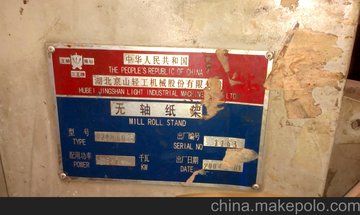 中华人民共和国
THE PEOPLE'S REPUBLIC OF CHINA
湖北京山轻工机械股份有限
HUBEI JINGSHAN LIGHT INDUSTRIAL MACHINE LTD
无轴纸架
MILL ROLL STAND
型号 出厂编号
TYPE SERIAL NO
配用功率 千瓦 出厂日期
POWER KW DATE
china.makepolo.com